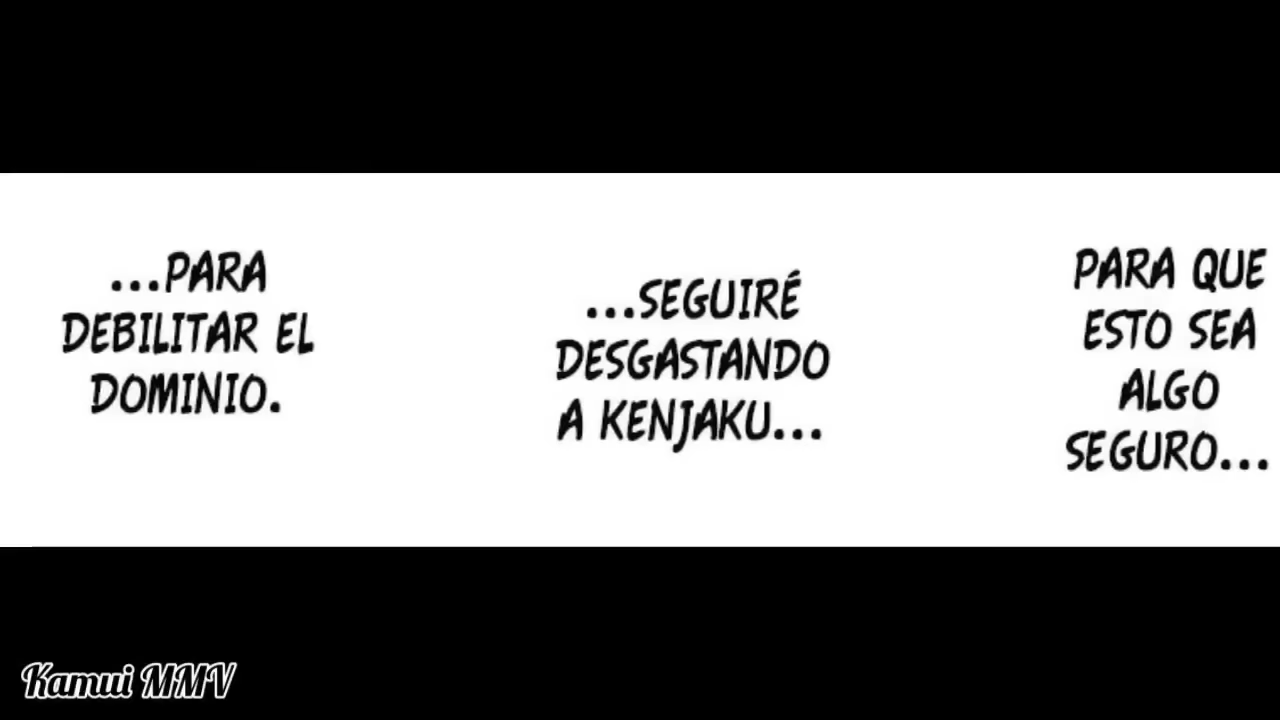 PARA QUE
ESTO SEA
ALGO
SEGURO...
...SEGUIRÉ
DESGASTANDO
A KENJAKU...
...PARA
DEBILITAR EL
DOMINIO.
Kamui MMV